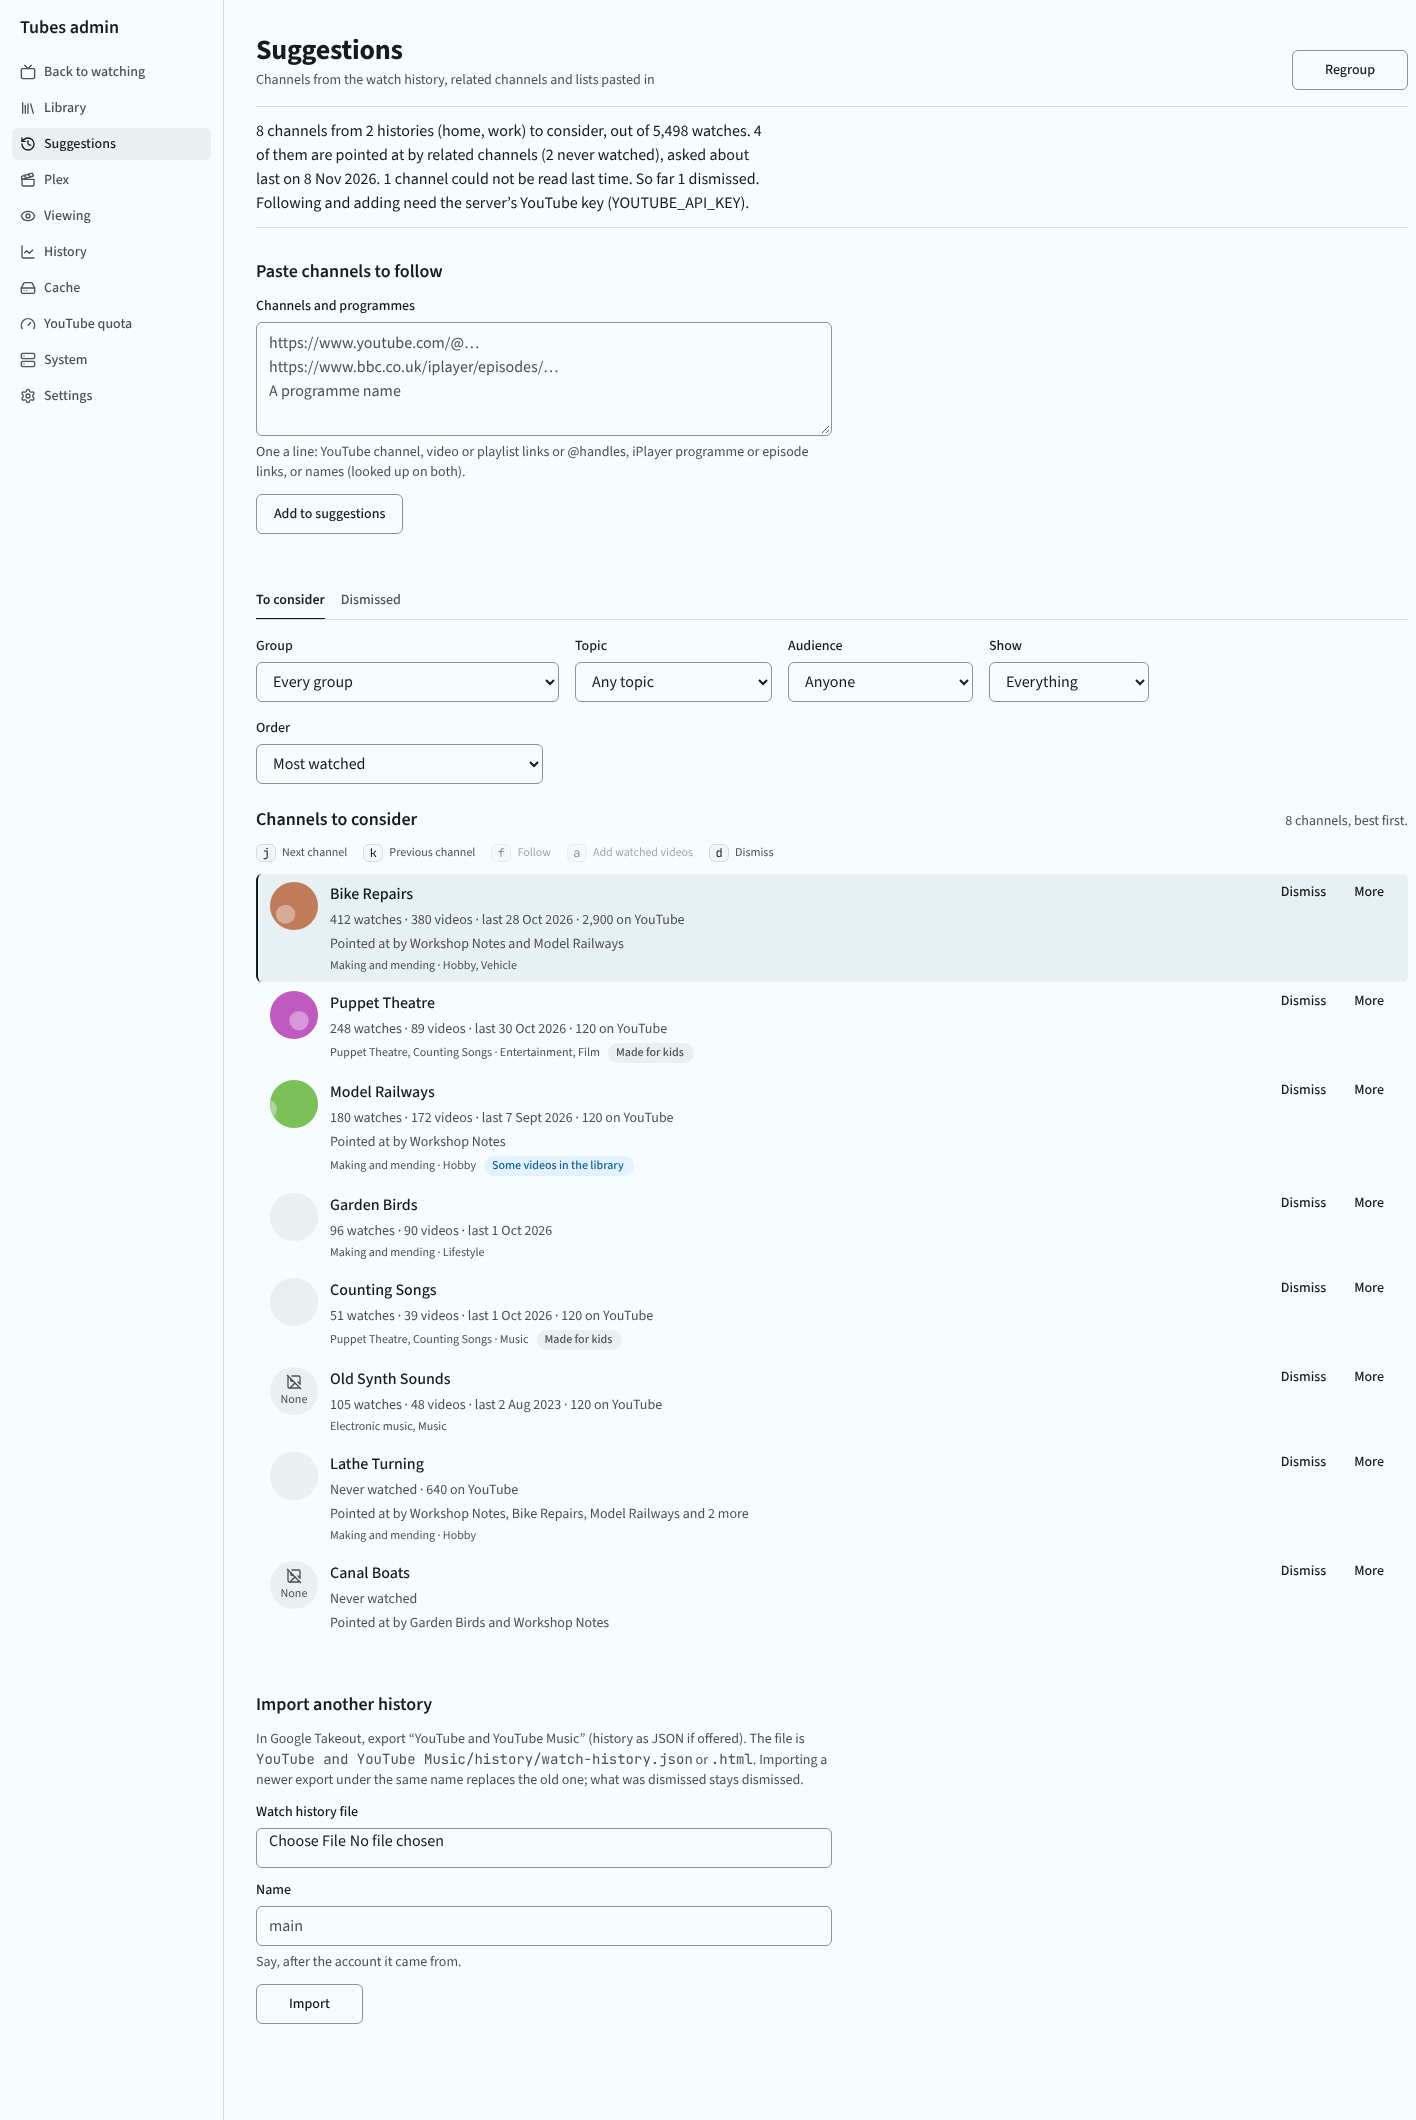 Tubes admin
Back to watching
Library
Suggestions
Plex
Viewing
History
Cache
YouTube quota
System
Settings
Suggestions
Channels from the watch history, related channels and lists pasted in
Regroup
8 channels from 2 histories (home, work) to consider, out of 5,498 watches. 4
of them are pointed at by related channels (2 never watched), asked about
last on 8 Nov 2026. 1 channel could not be read last time. So far 1 dismissed.
Following and adding need the server’s YouTube key (YOUTUBE_API_KEY).
Paste channels to follow
Channels and programmes
https://www.youtube.com/@…
https://www.bbc.co.uk/iplayer/episodes/…
A programme name
One a line: YouTube channel, video or playlist links or @handles, iPlayer programme or episode
links, or names (looked up on both).
Add to suggestions
To consider Dismissed
Group Topic Audience Show
Every group Any topic Anyone Everything
Order
Most watched
Channels to consider
8 channels, best first.
j Next channel k Previous channel f Follow a Add watched videos d Dismiss
Bike Repairs Dismiss More
412 watches · 380 videos · last 28 Oct 2026 · 2,900 on YouTube
Pointed at by Workshop Notes and Model Railways
Making and mending · Hobby, Vehicle
Puppet Theatre Dismiss More
248 watches · 89 videos · last 30 Oct 2026 · 120 on YouTube
Puppet Theatre, Counting Songs · Entertainment, Film Made for kids
Model Railways Dismiss More
180 watches · 172 videos · last 7 Sept 2026 · 120 on YouTube
Pointed at by Workshop Notes
Making and mending · Hobby Some videos in the library
Garden Birds Dismiss More
96 watches · 90 videos · last 1 Oct 2026
Making and mending · Lifestyle
Counting Songs Dismiss More
51 watches · 39 videos · last 1 Oct 2026 · 120 on YouTube
Puppet Theatre, Counting Songs · Music Made for kids
None
Old Synth Sounds Dismiss More
105 watches · 48 videos · last 2 Aug 2023 · 120 on YouTube
Electronic music, Music
Lathe Turning Dismiss More
Never watched · 640 on YouTube
Pointed at by Workshop Notes, Bike Repairs, Model Railways and 2 more
Making and mending · Hobby
None
Canal Boats Dismiss More
Never watched
Pointed at by Garden Birds and Workshop Notes
Import another history
In Google Takeout, export “YouTube and YouTube Music” (history as JSON if offered). The file is
YouTube and YouTube Music/history/watch-history.json or .html. Importing a
newer export under the same name replaces the old one; what was dismissed stays dismissed.
Watch history file
Choose File No file chosen
Name
main
Say, after the account it came from.
Import